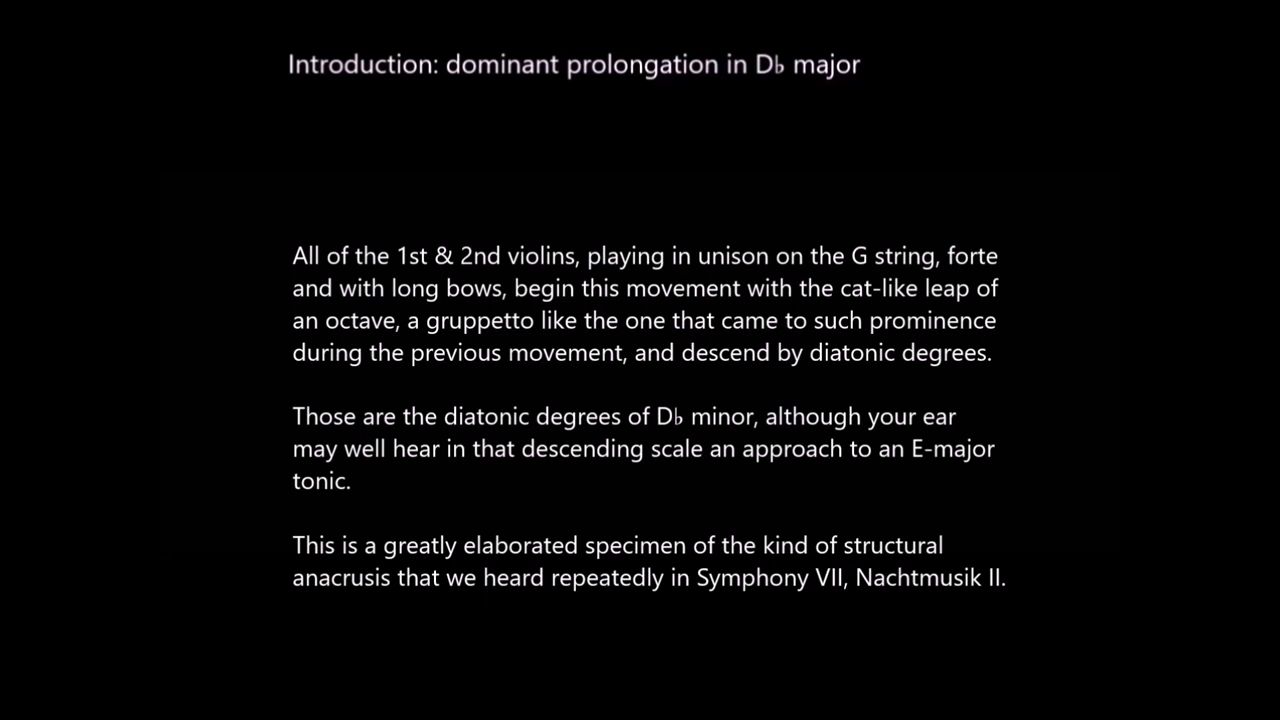 Introduction: dominant prolongation in D♭ major
All of the 1st & 2nd violins, playing in unison on the G string, forte
and with long bows, begin this movement with the cat-like leap of
an octave, a gruppetto like the one that came to such prominence
during the previous movement, and descend by diatonic degrees.
Those are the diatonic degrees of D♭ minor, although your ear
may well hear in that descending scale an approach to an E-major
tonic.
This is a greatly elaborated specimen of the kind of structural
anacrusis that we heard repeatedly in Symphony VII, Nachtmusik II.